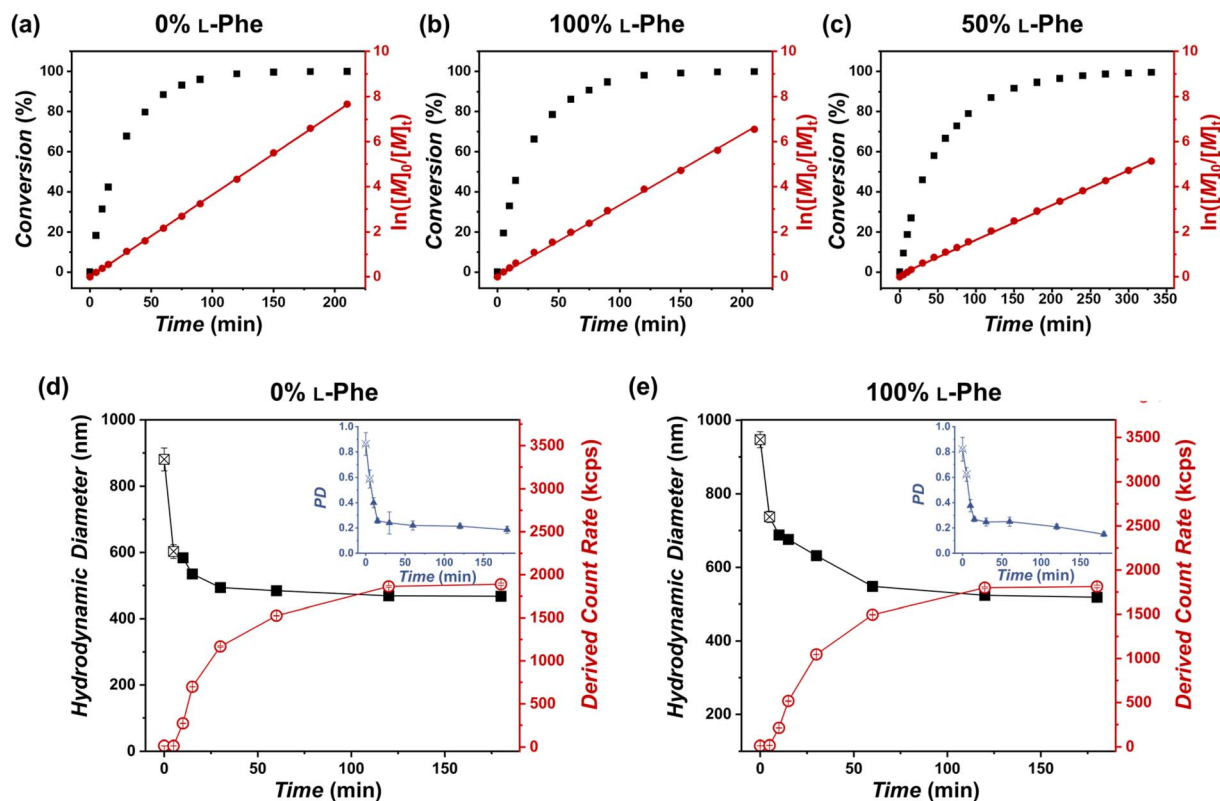 (a)
0% L-Phe
Conversion (%)
100
80
60
40
20
0
10
8
6
4
2
0
ln([M]0/[M]t)
0 50 100 150 200
Time (min)
(b)
100% L-Phe
Conversion (%)
100
80
60
40
20
0
10
8
6
4
2
0
ln([M]0/[M]t)
0 50 100 150 200
Time (min)
(c)
50% L-Phe
Conversion (%)
100
80
60
40
20
0
10
8
6
4
2
0
ln([M]0/[M]t)
0 50 100 150 200 250 300 350
Time (min)
(d)
0% L-Phe
Hydrodynamic Diameter (nm)
1000
800
600
400
200
0
PD
1.0
0.8
0.6
0.4
0.2
0.0
0 50 100 150
Time (min)
3500
3000
2500
2000
1500
1000
500
0
Derived Count Rate (kcps)
0 50 100 150
Time (min)
(e)
100% L-Phe
Hydrodynamic Diameter (nm)
1000
800
600
400
200
PD
1.0
0.8
0.6
0.4
0.2
0.0
0 50 100 150
Time (min)
3500
3000
2500
2000
1500
1000
500
0
Derived Count Rate (kcps)
0 50 100 150
Time (min)